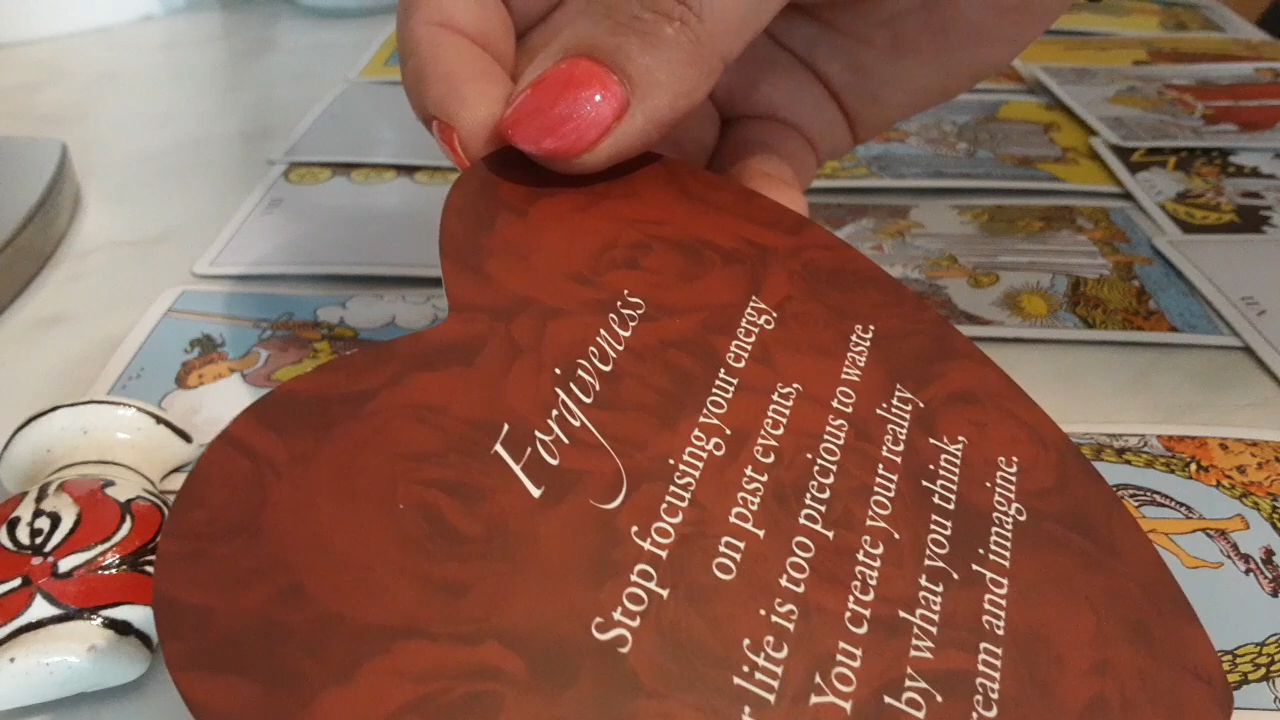 Forgiveness
Stop focusing your energy
on past events,
life is too precious to waste.
You create your reality
by what you think,
and imagine.